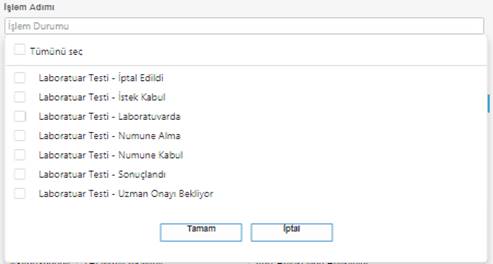 İşlem Adımı
İşlem Durumu
Tümünü seç
Laboratuar Testi - İptal Edildi
Laboratuar Testi - İstek Kabul
Laboratuar Testi - Laboratuvarda
Laboratuar Testi - Numune Alma
Laboratuar Testi - Numune Kabul
Laboratuar Testi - Sonuçlandı
Laboratuar Testi - Uzman Onayı Bekliyor
Tamam İptal